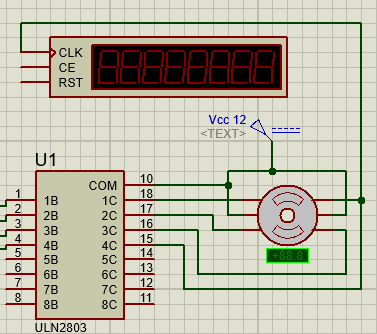 CLK
CE
RST
Vcc 12
<TEXT>
U1
COM 10
1 1B 1C 18
2 2B 2C 17
3 3B 3C 16
4 4B 4C 15
5 5B 5C 14
6 6B 6C 13
7 7B 7C 12
8 8B 8C 11
+88.8
ULN2803